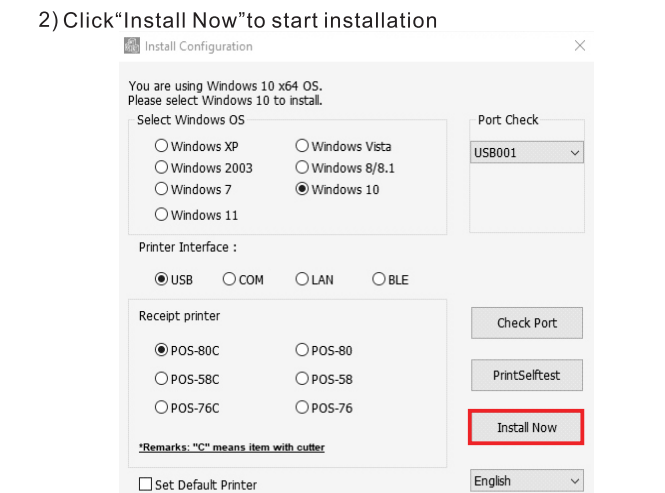 2) Click“Install Now”to start installation
Install Configuration
You are using Windows 10 x64 OS.
Please select Windows 10 to install.
Select Windows OS
Port Check
Windows XP
Windows Vista
USB001
Windows 2003
Windows 8/8.1
Windows 7
Windows 10
Windows 11
Printer Interface :
USB
COM
LAN
BLE
Receipt printer
Check Port
POS-80C
POS-80
PrintSelftest
POS-58C
POS-58
POS-76C
POS-76
Install Now
*Remarks: "C" means item with cutter
Set Default Printer
English